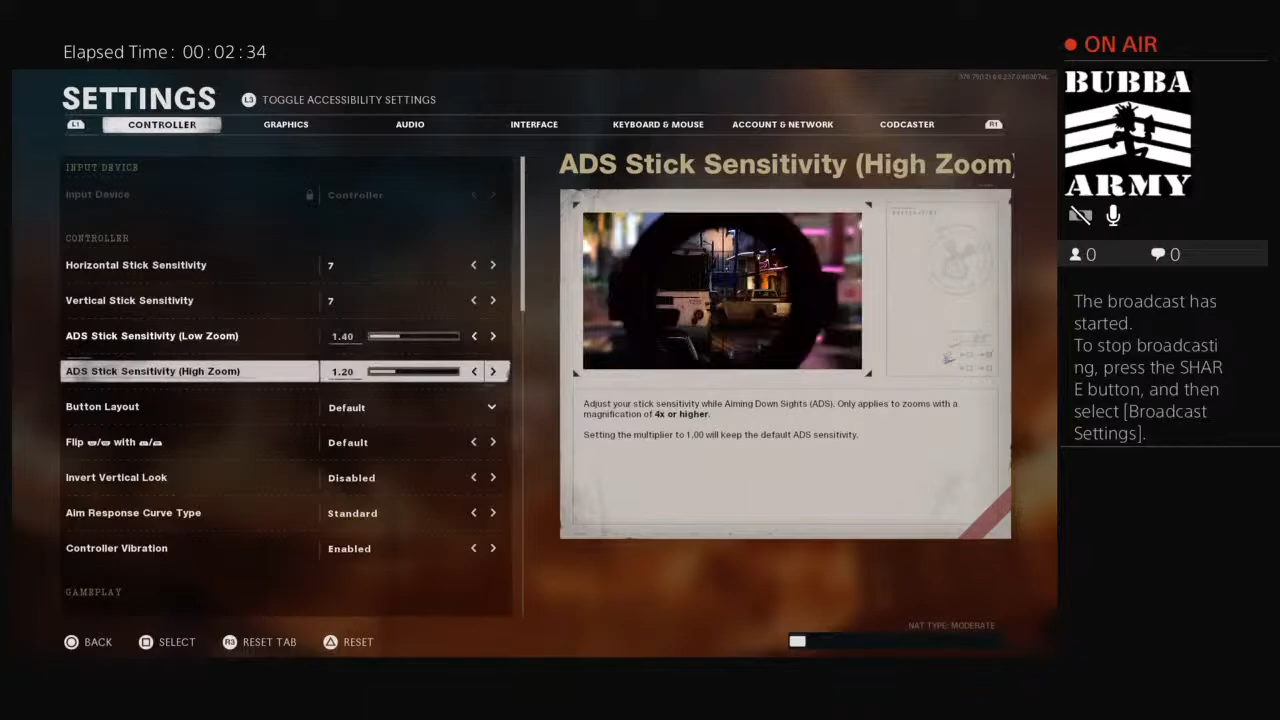 Elapsed Time: 00:02:34
ON AIR
BUBBA
ARMY
SETTINGS
L3 TOGGLE ACCESSIBILITY SETTINGS
L1 CONTROLLER GRAPHICS AUDIO INTERFACE KEYBOARD & MOUSE ACCOUNT & NETWORK CODCASTER R1
INPUT DEVICE
Input Device Controller
CONTROLLER
Horizontal Stick Sensitivity 7
Vertical Stick Sensitivity 7
ADS Stick Sensitivity (Low Zoom) 1.40
ADS Stick Sensitivity (High Zoom) 1.20
Button Layout Default
Flip with / Default
Invert Vertical Look Disabled
Aim Response Curve Type Standard
Controller Vibration Enabled
GAMEPLAY
ADS Stick Sensitivity (High Zoom)
Adjust your stick sensitivity while Aiming Down Sights (ADS). Only applies to zooms with a
magnification of 4x or higher.
Setting the multiplier to 1.00 will keep the default ADS sensitivity.
0 0
The broadcast has
started.
To stop broadcasti
ng, press the SHAR
E button, and then
select [Broadcast
Settings].
NAT TYPE: MODERATE
BACK SELECT R3 RESET TAB RESET